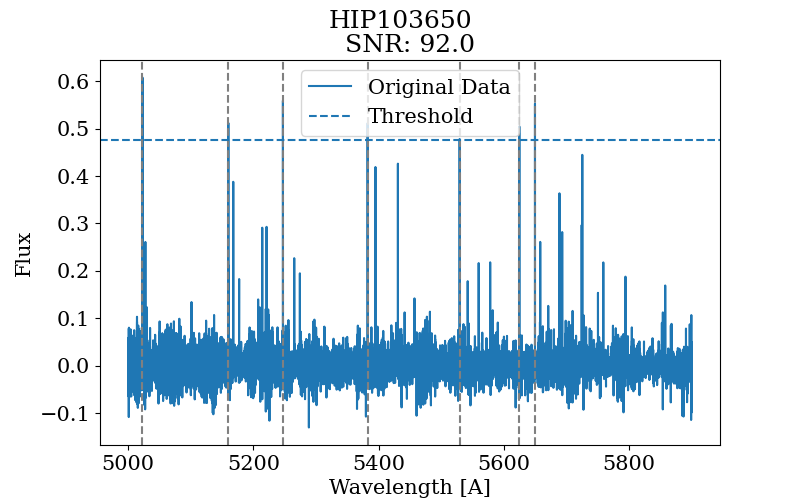 HIP103650
SNR: 92.0
Original Data
Threshold
Flux
0.6
0.5
0.4
0.3
0.2
0.1
0.0
−0.1
5000 5200 5400 5600 5800
Wavelength [A]